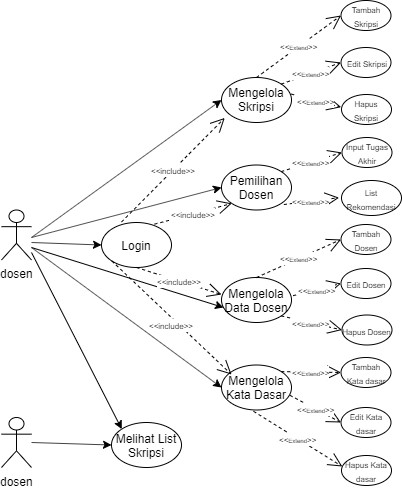 Tambah
Skripsi
<<Extend>>
<<Extend>>
Edit Skripsi
Mengelola
Skripsi
<<Extend>>
Hapus
Skripsi
<<Extend>>
Input Tugas
Akhir
<<include>>
Pemilihan
Dosen
<<Extend>>
List
Rekomendasi
Login
dosen
<<Extend>>
Tambah
Dosen
<<include>>
<<Extend>>
Edit Dosen
Mengelola
Data Dosen
<<Extend>>
Hapus Dosen
<<include>>
<<Extend>>
Tambah
Kata dasar
Mengelola
Kata Dasar
<<Extend>>
Edit Kata
dasar
<<Extend>>
Melihat List
Skripsi
dosen
Hapus Kata
dasar